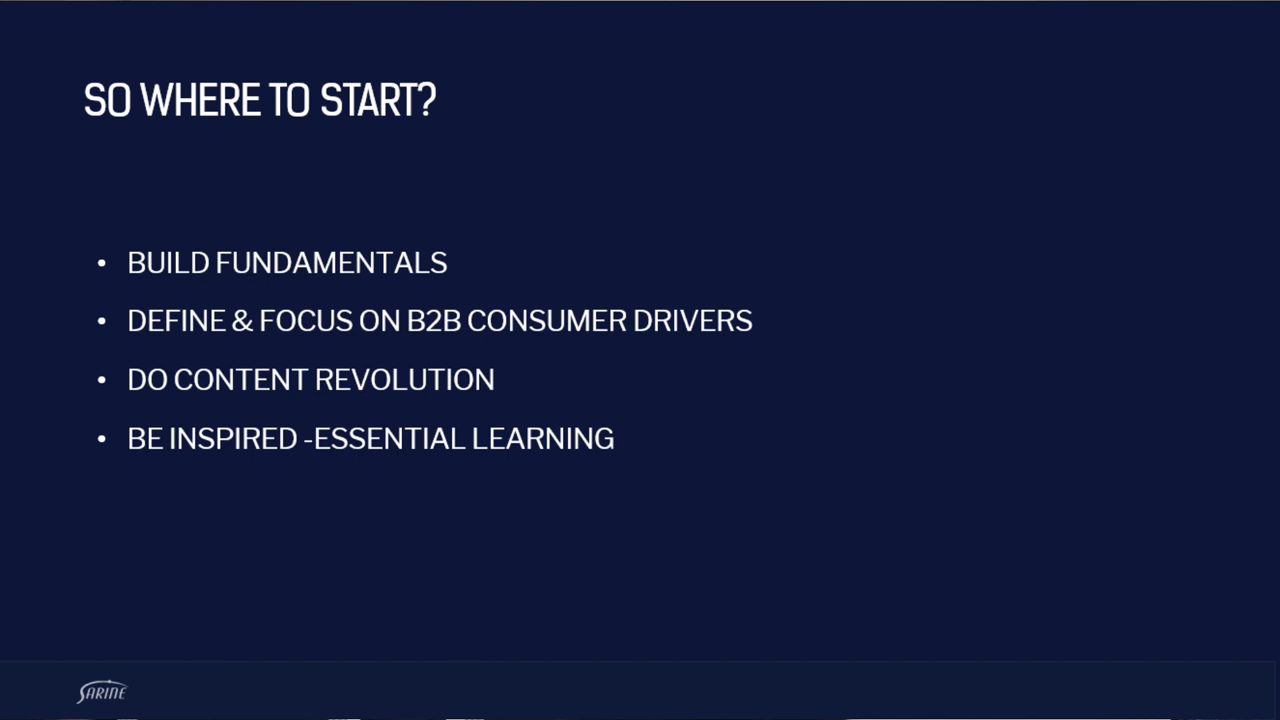 SO WHERE TO START?
• BUILD FUNDAMENTALS
• DEFINE & FOCUS ON B2B CONSUMER DRIVERS
• DO CONTENT REVOLUTION
• BE INSPIRED -ESSENTIAL LEARNING
SARINE